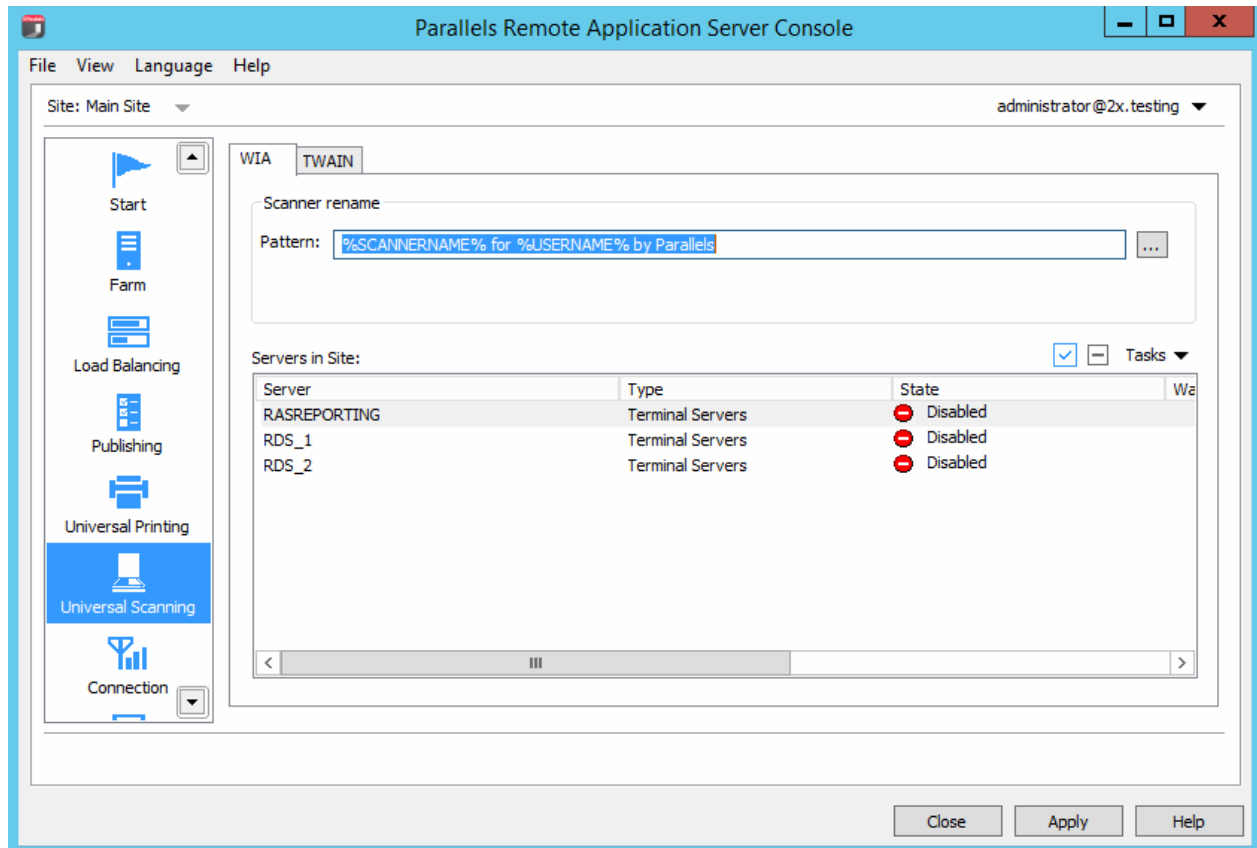 Parallels Remote Application Server Console
File View Language Help
Site: Main Site
administrator@2x.testing
Start
Farm
Load Balancing
Publishing
Universal Printing
Universal Scanning
Connection
WIA
TWAIN
Scanner rename
Pattern: %SCANNERNAME% for %USERNAME% by Parallels
...
Servers in Site:
Tasks
Server Type State Wa
RASREPORTING Terminal Servers Disabled
RDS_1 Terminal Servers Disabled
RDS_2 Terminal Servers Disabled
Close Apply Help